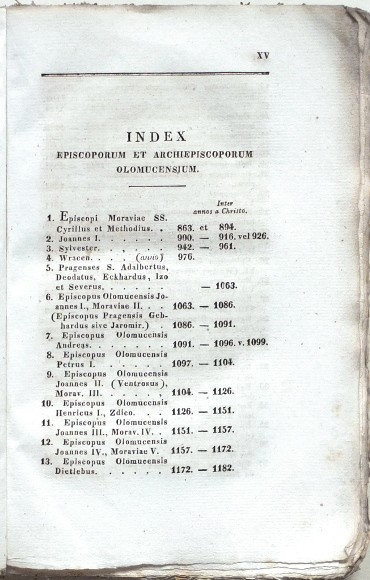 XV
INDEX
EPISCOPORUM ET ARCHIEPISCOPORUM
OLOMUCENSIUM.
Inter
annos a Christo.
1. Episcopi Moraviae SS.
Cyrillus et Methodius. . 863. et 894.
2. Joannes I. . . . . . 900. — 916. vel 926.
3. Sylvester. . . . . . 942. — 961.
4. Wracen. . . . . (anno) 976.
5. Pragenses S. Adalbertus,
Deodatus, Eckhardus, Izo
et Severus. . . . . . — 1063.
6. Episcopus Olomucensis Jo-
annes I., Moraviae II. . . 1063. — 1086.
(Episcopus Pragensis Geb-
hardus sive Jaromir.) . 1086. — 1091.
7. Episcopus Olomucensis
Andreas. . . . . . . 1091. — 1096. v. 1099.
8. Episcopus Olomucensis
Petrus I. . . . . . . 1097. — 1104.
9. Episcopus Olomucensis
Joannes II. (Ventrosus),
Morav. III. . . . . . 1104. — 1126.
10. Episcopus Olomucensis
Henricus I., Zdico. . . . 1126. — 1151.
11. Episcopus Olomucensis
Joannes III., Morav. IV. . 1151. — 1157.
12. Episcopus Olomucensis
Joannes IV., Moraviae V. 1157. — 1172.
13. Episcopus Olomucensis
Dietlebus. . . . . . 1172. — 1182.